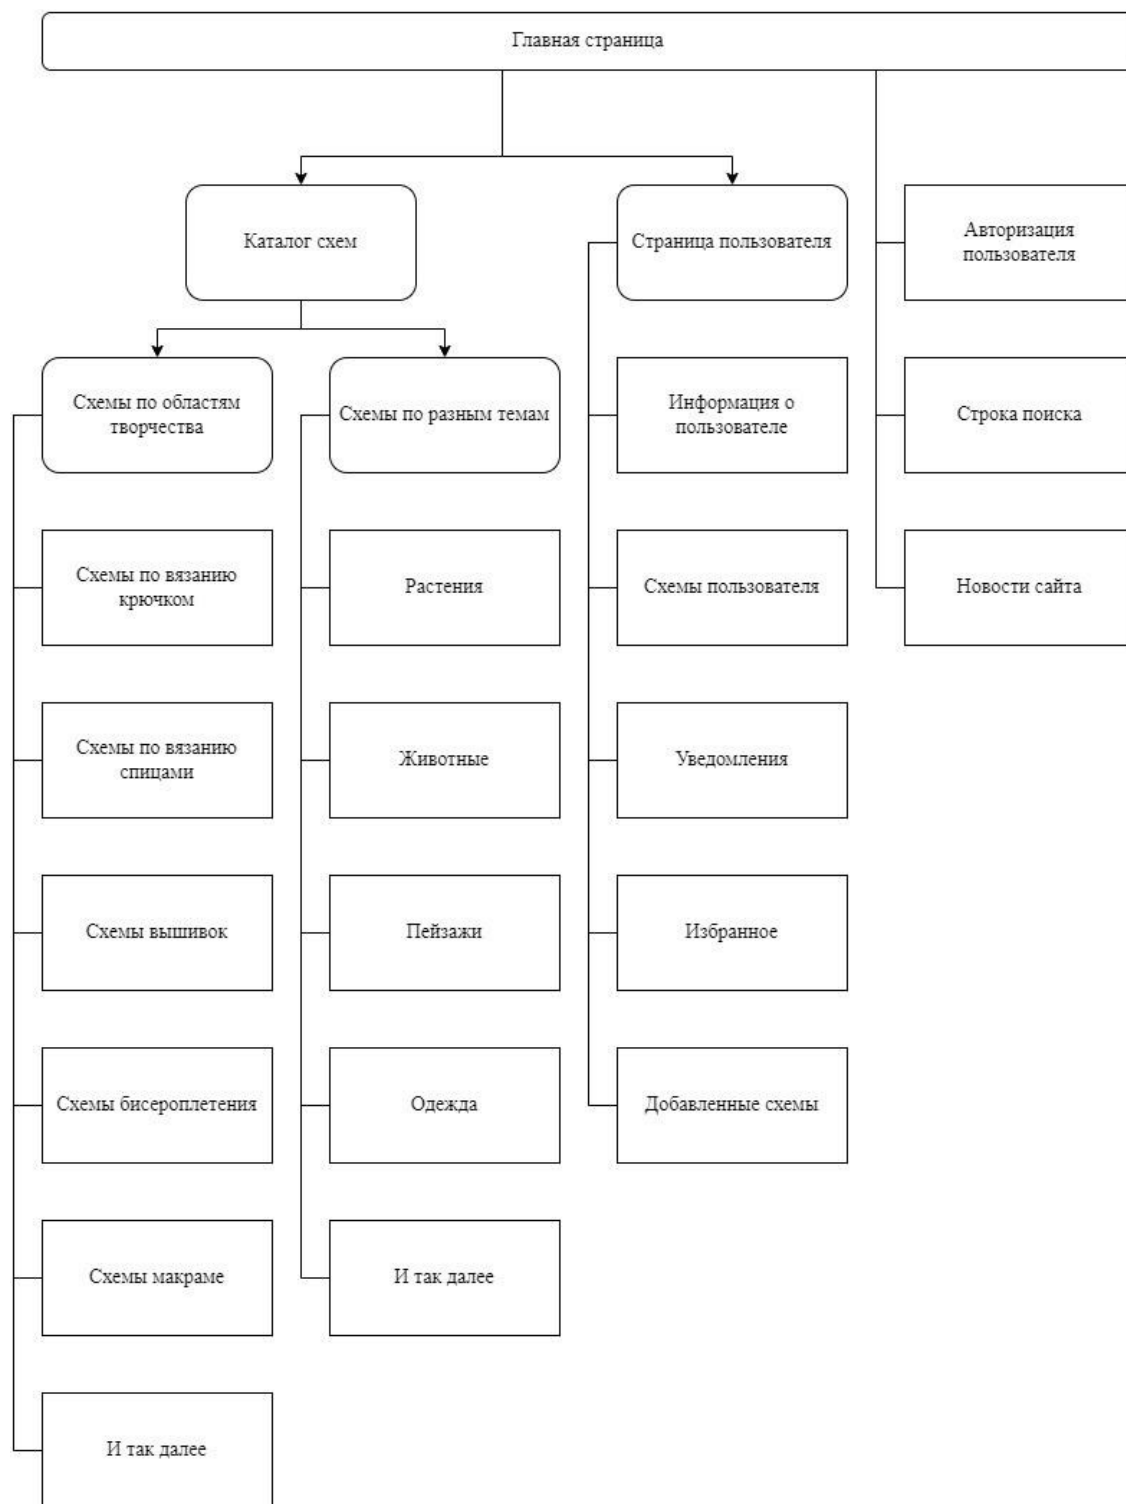 Главная страница
Каталог схем
Страница пользователя
Авторизация
пользователя
Схемы по областям
творчества
Схемы по разным темам
Информация о
пользователе
Строка поиска
Схемы по вязанию
крючком
Растения
Схемы пользователя
Новости сайта
Схемы по вязанию
спицами
Животные
Уведомления
Схемы вышивок
Пейзажи
Избранное
Схемы бисероплетения
Одежда
Добавленные схемы
Схемы макраме
И так далее
И так далее